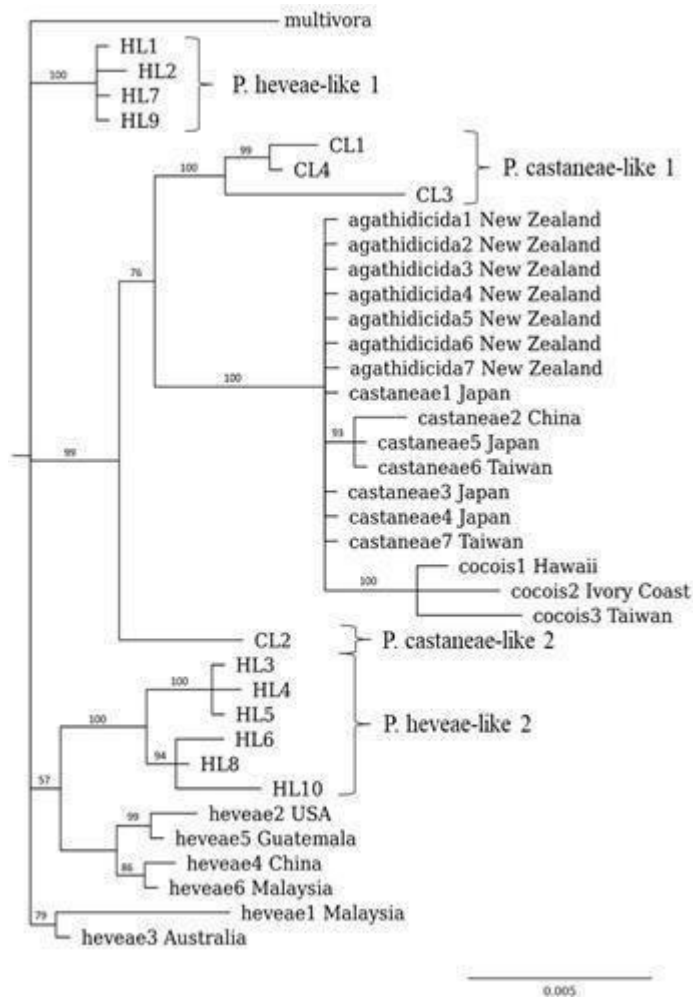 multivora
HL1
100
HL2
HL7
HL9
P. heveae-like 1
99
CL1
100
CL4
CL3
P. castaneae-like 1
agathidicida1 New Zealand
agathidicida2 New Zealand
agathidicida3 New Zealand
76
agathidicida4 New Zealand
agathidicida5 New Zealand
agathidicida6 New Zealand
agathidicida7 New Zealand
100
castaneae1 Japan
castaneae2 China
93
castaneae5 Japan
99
castaneae6 Taiwan
castaneae3 Japan
castaneae4 Japan
castaneae7 Taiwan
cocois1 Hawaii
100
cocois2 Ivory Coast
cocois3 Taiwan
CL2
P. castaneae-like 2
HL3
100
HL4
HL5
100
P. heveae-like 2
HL6
94
HL8
57
HL10
heveae2 USA
99
heveae5 Guatemala
heveae4 China
86
heveae6 Malaysia
heveae1 Malaysia
79
heveae3 Australia
0.005